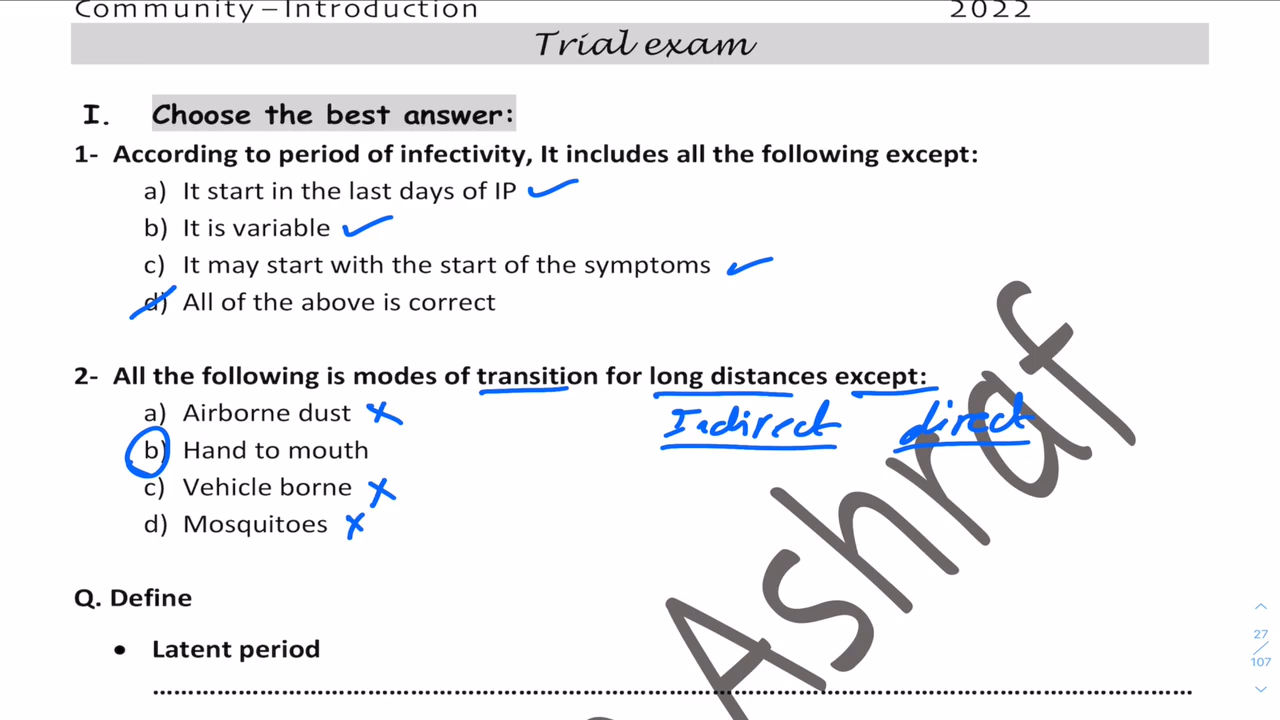 Community – Introduction 2022
Trial exam
I. Choose the best answer:
1- According to period of infectivity, It includes all the following except:
a) It start in the last days of IP
b) It is variable
c) It may start with the start of the symptoms
d) All of the above is correct
2- All the following is modes of transition for long distances except:
Indirect direct
a) Airborne dust
b) Hand to mouth
c) Vehicle borne
d) Mosquitoes
Q. Define
• Latent period
Ashraf
27
/
107